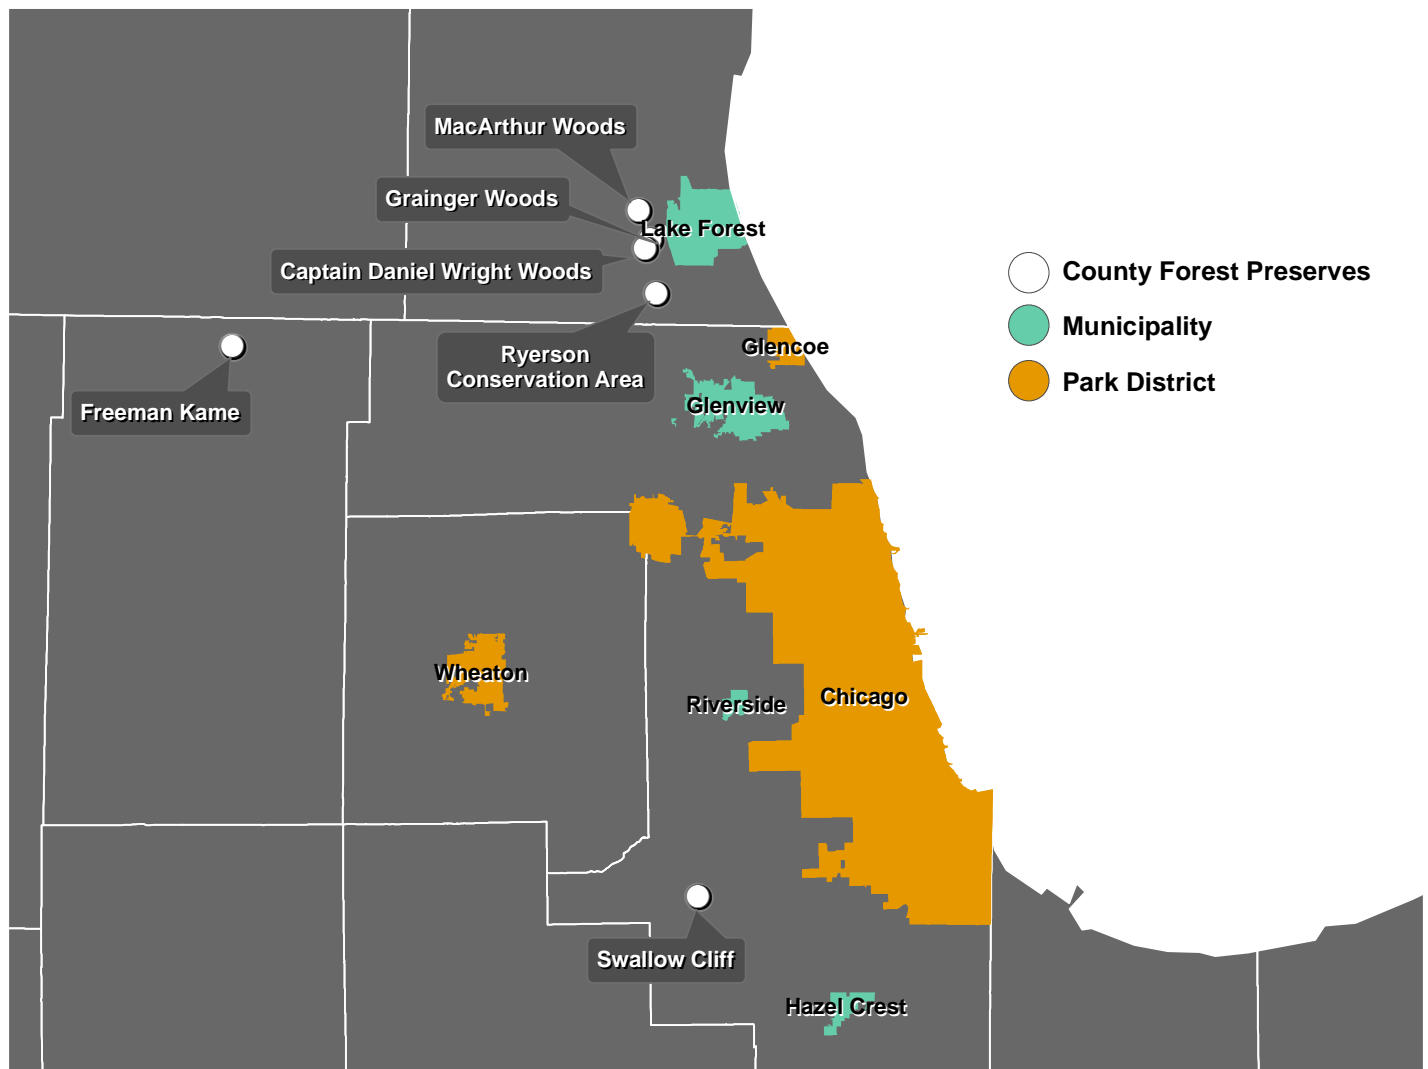 MacArthur Woods
Grainger Woods
Lake Forest
Captain Daniel Wright Woods
County Forest Preserves
Municipality
Park District
Glencoe
Ryerson
Conservation Area
Freeman Kame
Glenview
Wheaton
Riverside
Chicago
Swallow Cliff
Hazel Crest